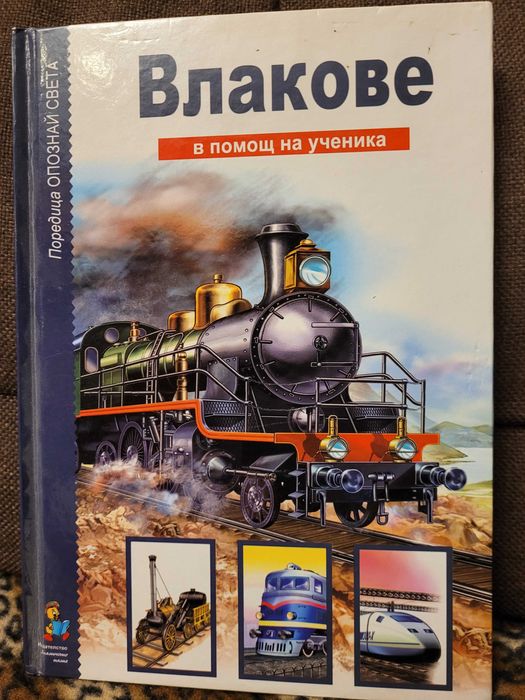 Влакове
в помощ на ученика
Поредица ОПОЗНАЙ СВЕТА